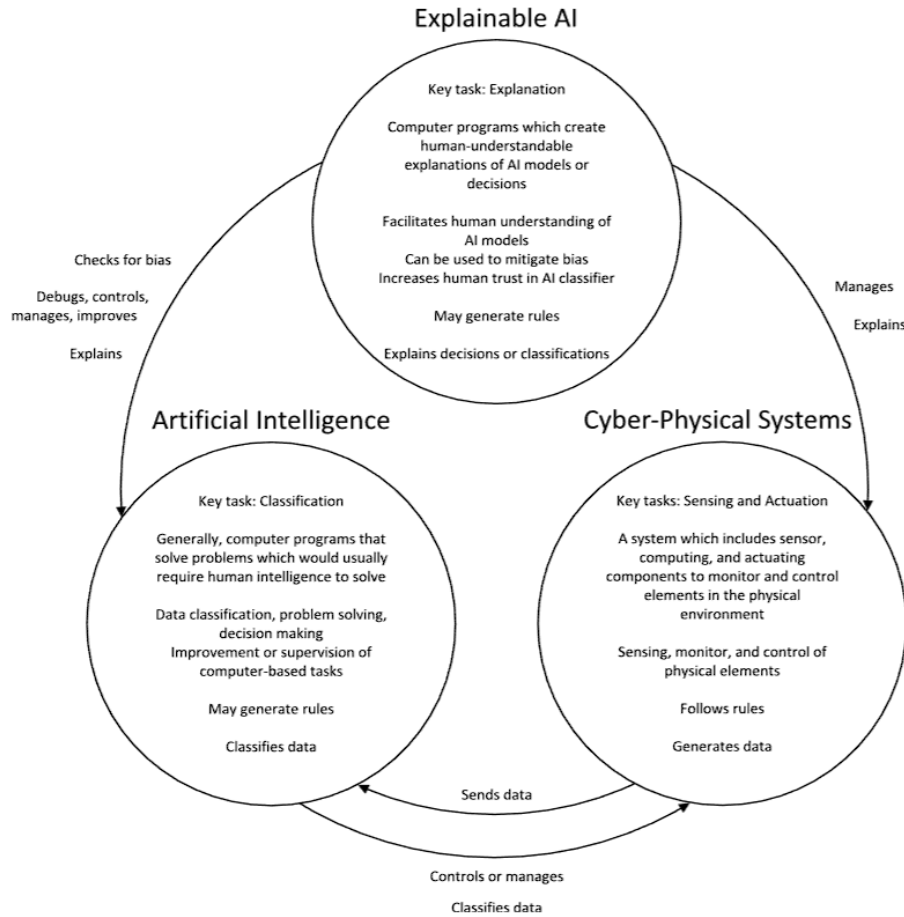 Explainable AI
Key task: Explanation
Computer programs which create
human-understandable
explanations of AI models or
decisions
Facilitates human understanding of
AI models
Can be used to mitigate bias
Increases human trust in AI classifier
May generate rules
Explains decisions or classifications
Checks for bias
Debugs, controls,
manages, improves
Explains
Manages
Explains
Artificial Intelligence
Key task: Classification
Generally, computer programs that
solve problems which would usually
require human intelligence to solve
Data classification, problem solving,
decision making
Improvement or supervision of
computer-based tasks
May generate rules
Classifies data
Cyber-Physical Systems
Key tasks: Sensing and Actuation
A system which includes sensor,
computing, and actuating
components to monitor and control
elements in the physical
environment
Sensing, monitor, and control of
physical elements
Follows rules
Generates data
Sends data
Controls or manages
Classifies data